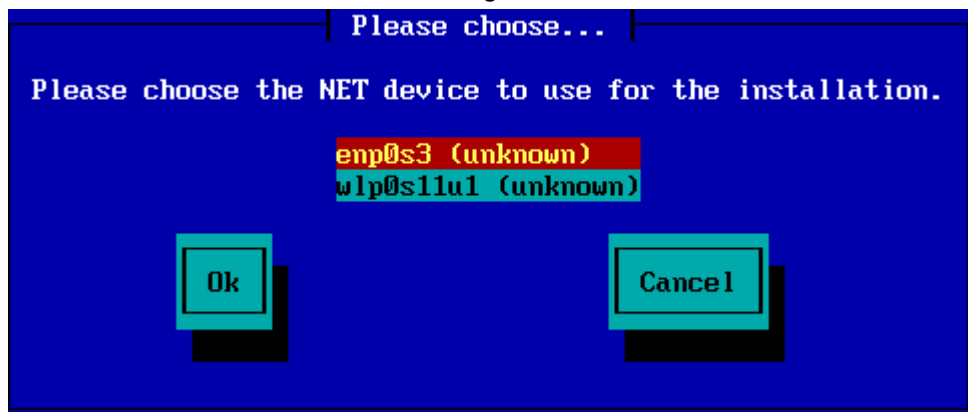 Please choose...
Please choose the NET device to use for the installation.
enp0s3 (unknown)
wlp0s11u1 (unknown)
Ok
Cancel